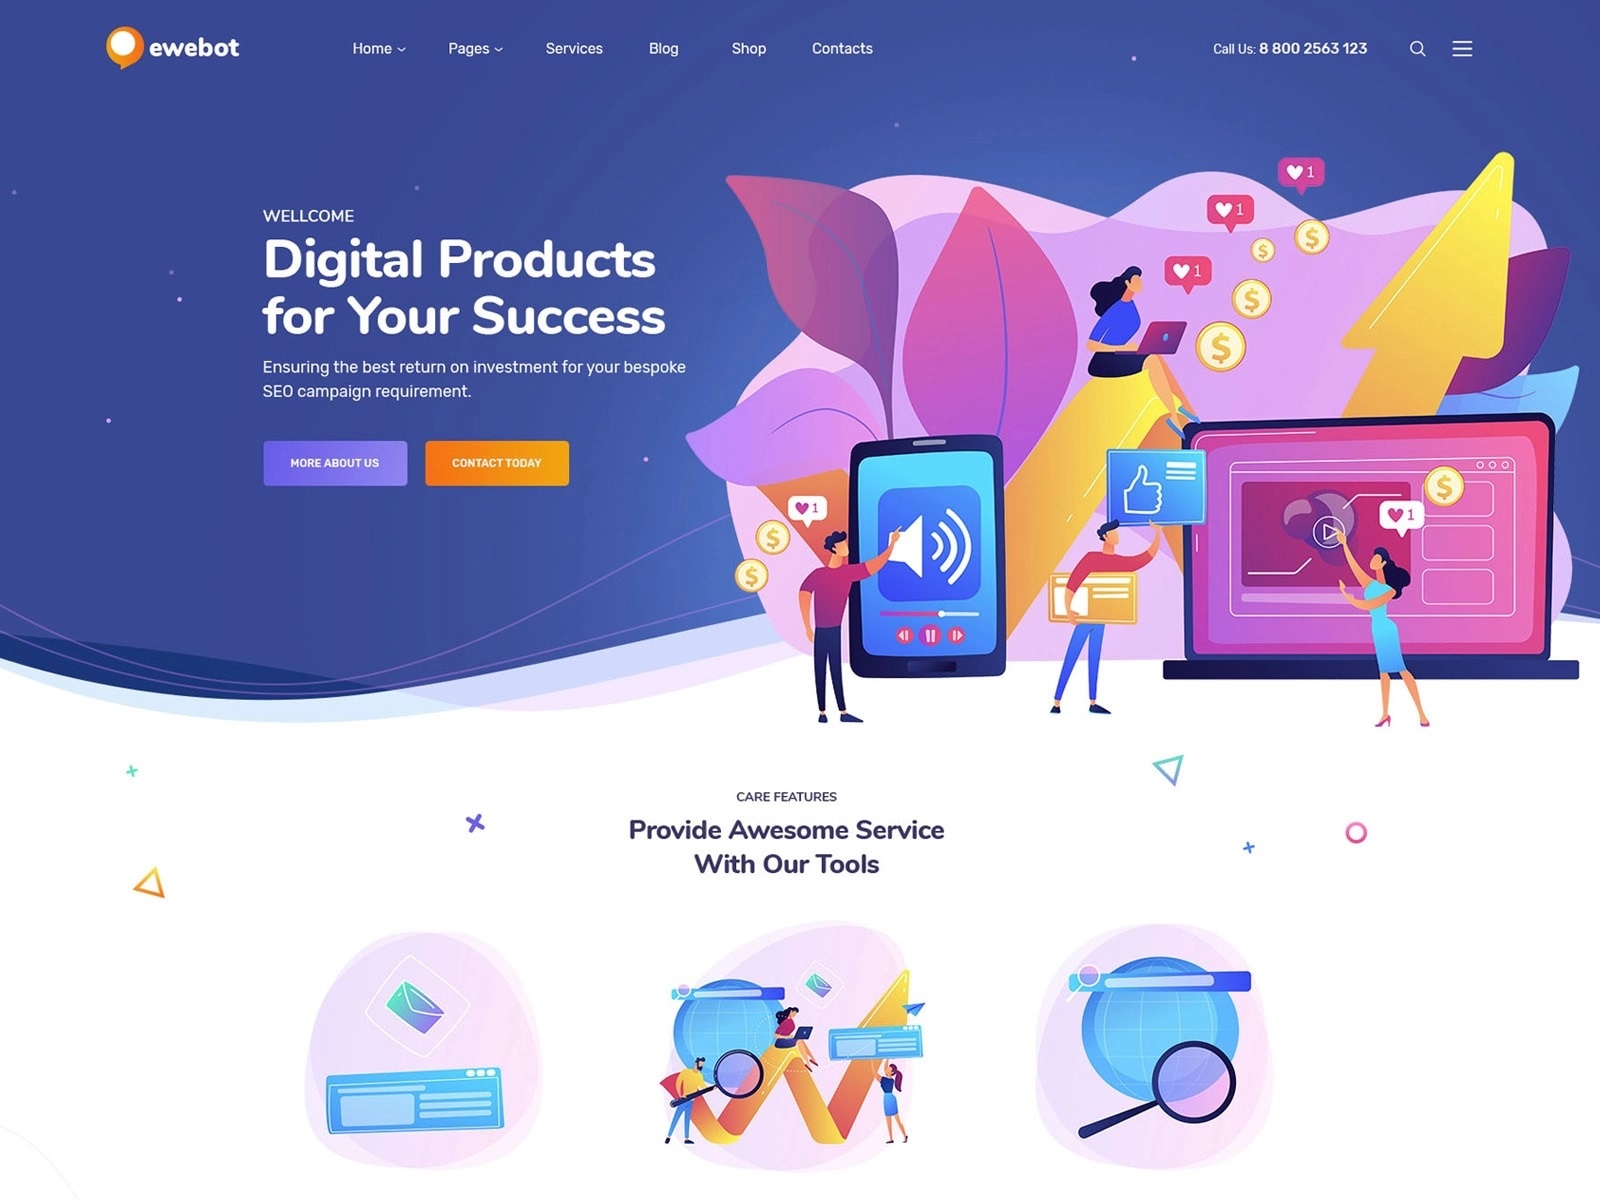 ewebot
Home
Pages
Services
Blog
Shop
Contacts
Call Us: 8 800 2563 123
WELLCOME
Digital Products
for Your Success
Ensuring the best return on investment for your bespoke
SEO campaign requirement.
MORE ABOUT US
CONTACT TODAY
1
1
1
1
1
$
$
$
$
$
$
$
CARE FEATURES
Provide Awesome Service
With Our Tools